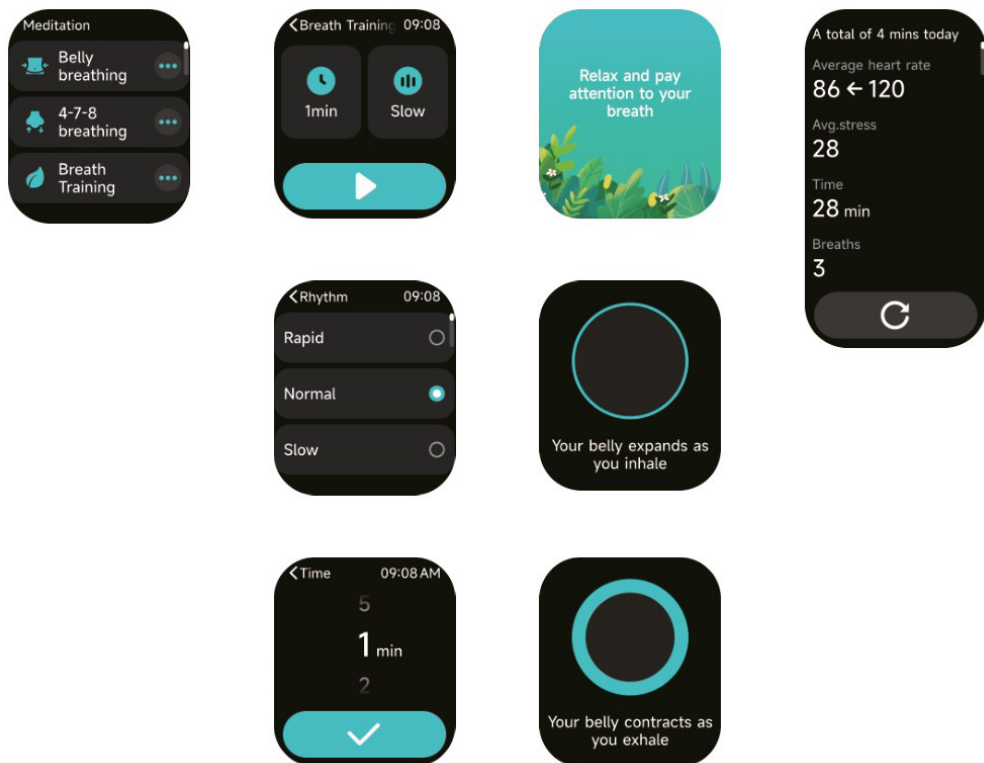 Meditation
Belly
breathing
4-7-8
breathing
Breath
Training
Breath Training 09:08
1min
Slow
Relax and pay
attention to your
breath
A total of 4 mins today
Average heart rate
86 ← 120
Avg.stress
28
Time
28 min
Breaths
3
Rhythm 09:08
Rapid
Normal
Slow
Your belly expands as
you inhale
Time 09:08 AM
5
1 min
2
Your belly contracts as
you exhale